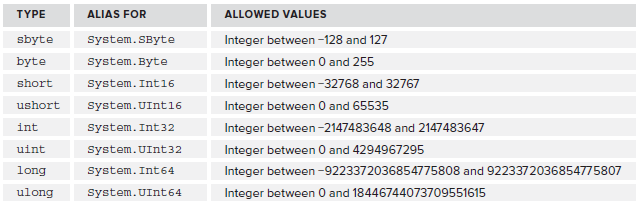 TYPE ALIAS FOR ALLOWED VALUES
sbyte System.SByte Integer between −128 and 127
byte System.Byte Integer between 0 and 255
short System.Int16 Integer between −32768 and 32767
ushort System.UInt16 Integer between 0 and 65535
int System.Int32 Integer between −2147483648 and 2147483647
uint System.UInt32 Integer between 0 and 4294967295
long System.Int64 Integer between −9223372036854775808 and 9223372036854775807
ulong System.UInt64 Integer between 0 and 18446744073709551615